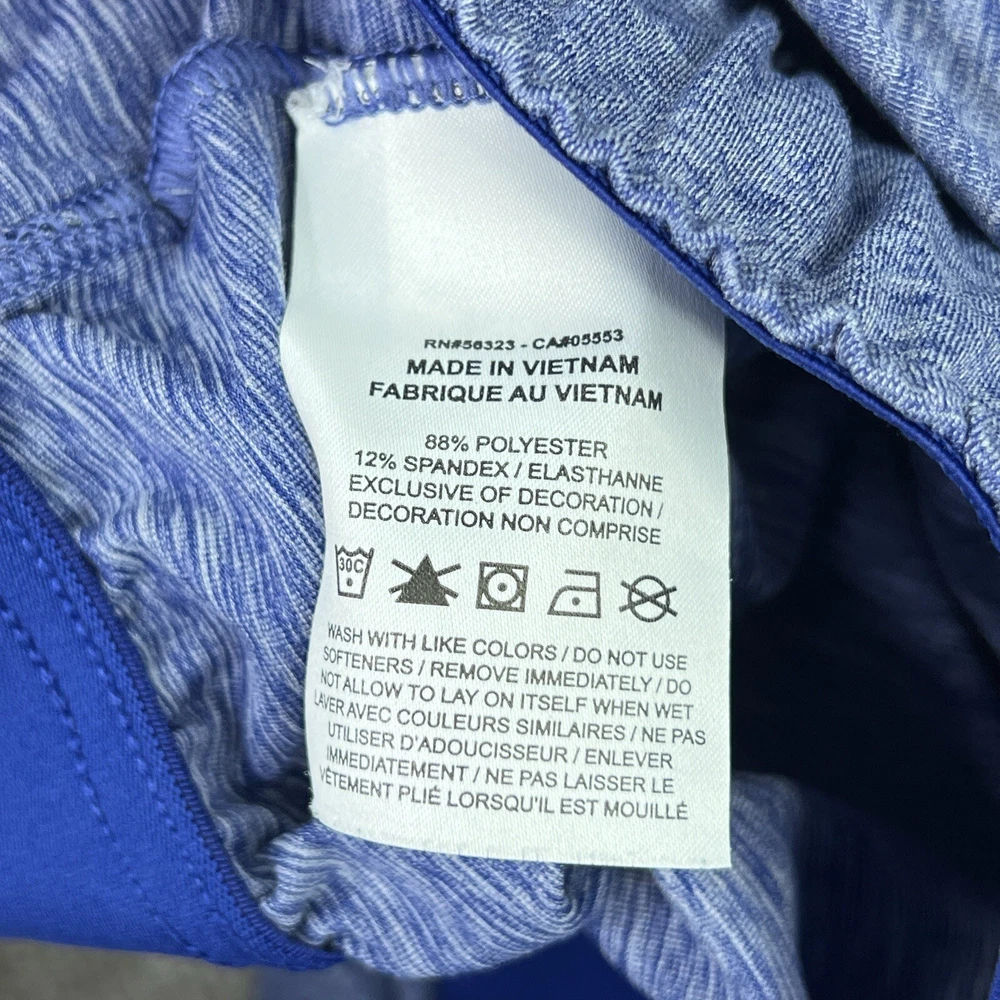 RN#56323 - CA#05553
MADE IN VIETNAM
FABRIQUE AU VIETNAM
88% POLYESTER
12% SPANDEX / ELASTHANNE
EXCLUSIVE OF DECORATION /
DECORATION NON COMPRISE
30C
WASH WITH LIKE COLORS / DO NOT USE
SOFTENERS / REMOVE IMMEDIATELY / DO
NOT ALLOW TO LAY ON ITSELF WHEN WET
LAVER AVEC COULEURS SIMILAIRES / NE PAS
UTILISER D'ADOUCISSEUR / ENLEVER
IMMEDIATEMENT / NE PAS LAISSER LE
VÊTEMENT PLIÉ LORSQU'IL EST MOUILLÉ